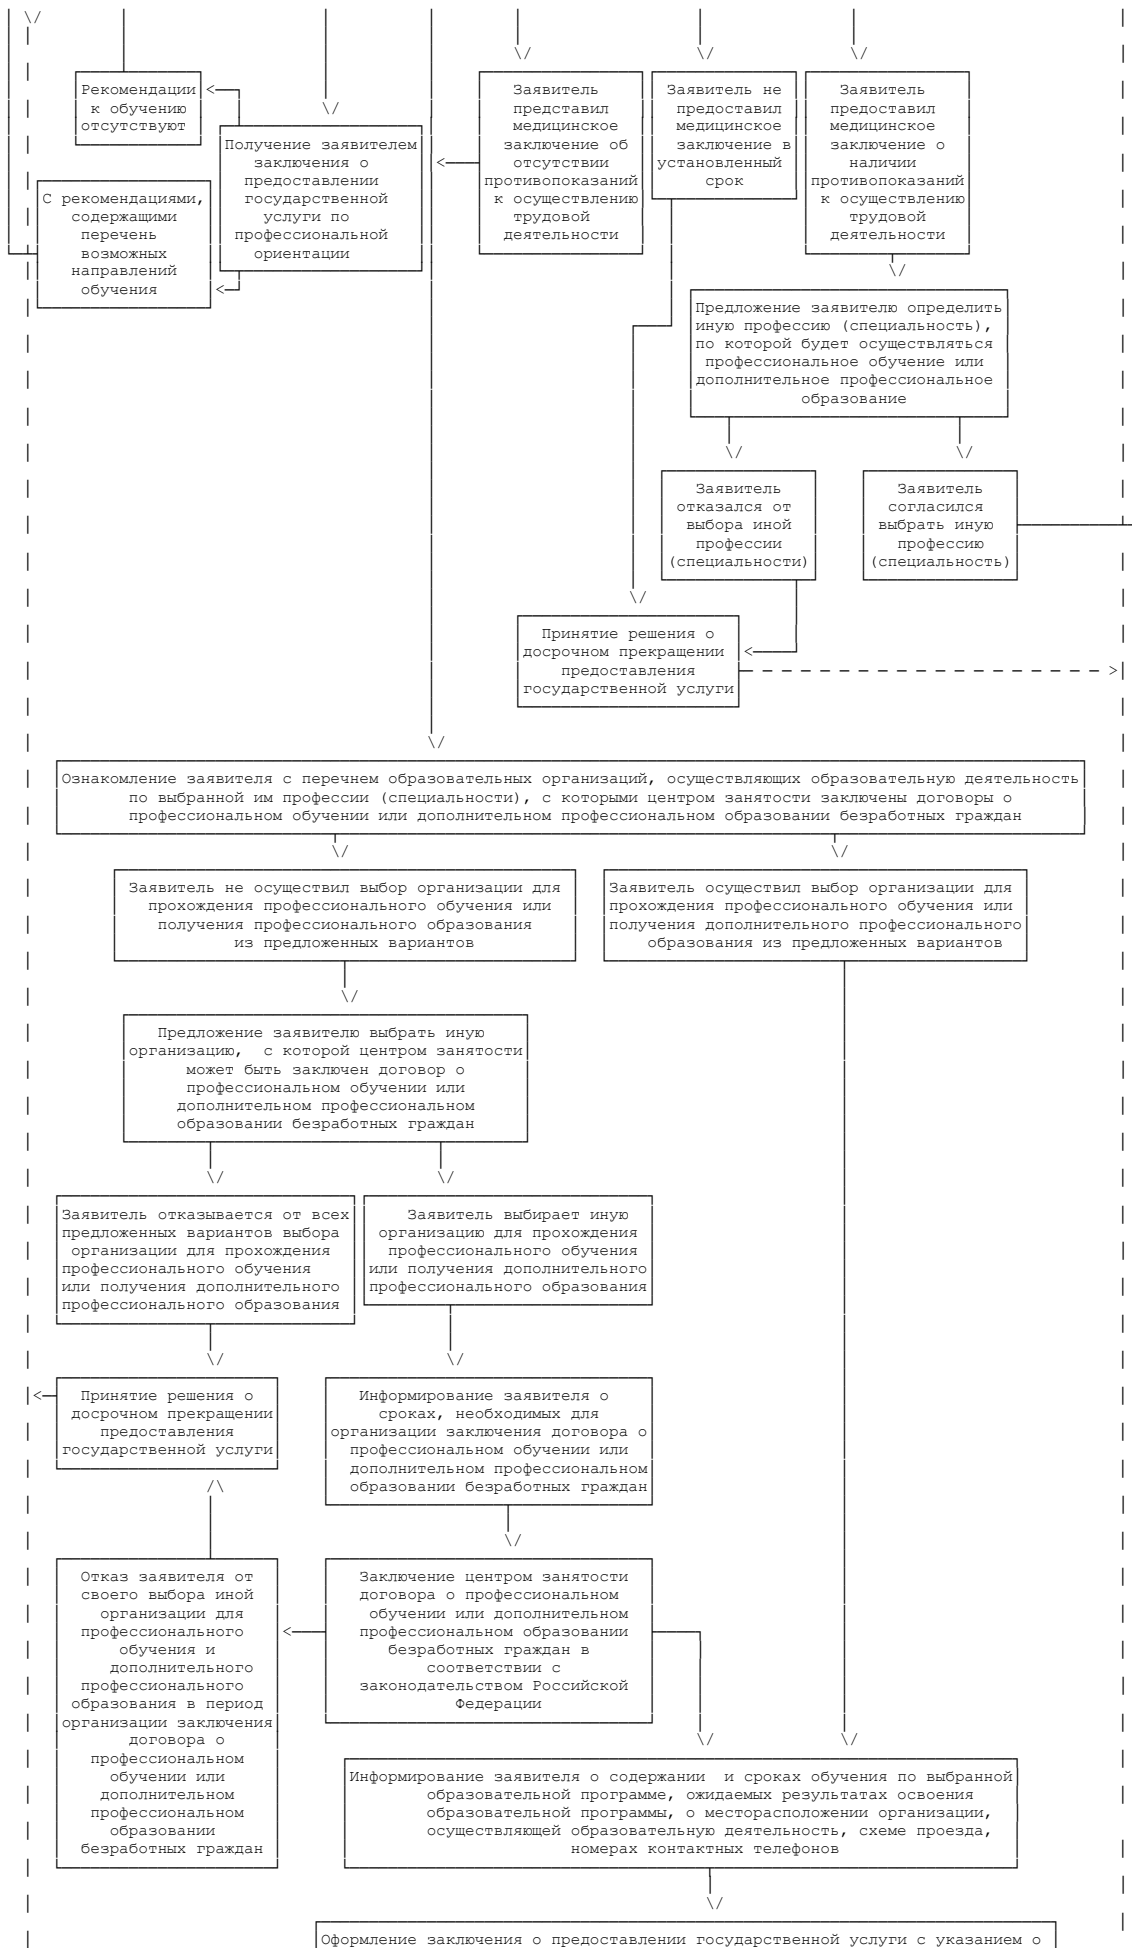 Рекомендации
к обучению
отсутствуют
Получение заявителем
заключения о
предоставлении
государственной
услуги по
профессиональной
ориентации
С рекомендациями,
содержащими
перечень
возможных
направлений
обучения
Заявитель
представил
медицинское
заключение об
отсутствии
противопоказаний
к осуществлению
трудовой
деятельности
Заявитель не
предоставил
медицинское
заключение в
установленный
срок
Заявитель
предоставил
медицинское
заключение о
наличии
противопоказаний
к осуществлению
трудовой
деятельности
Предложение заявителю определить
иную профессию (специальность),
по которой будет осуществляться
профессиональное обучение или
дополнительное профессиональное
образование
Заявитель
отказался от
выбора иной
профессии
(специальности)
Заявитель
согласился
выбрать иную
профессию
(специальность)
Принятие решения о
досрочном прекращении
предоставления
государственной услуги
Ознакомление заявителя с перечнем образовательных организаций, осуществляющих образовательную деятельность
по выбранной им профессии (специальности), с которыми центром занятости заключены договоры о
профессиональном обучении или дополнительном профессиональном образовании безработных граждан
Заявитель не осуществил выбор организации для
прохождения профессионального обучения или
получения профессионального образования
из предложенных вариантов
Заявитель осуществил выбор организации для
прохождения профессионального обучения или
получения дополнительного профессионального
образования из предложенных вариантов
Предложение заявителю выбрать иную
организацию, с которой центром занятости
может быть заключен договор о
профессиональном обучении или
дополнительном профессиональном
образовании безработных граждан
Заявитель отказывается от всех
предложенных вариантов выбора
организации для прохождения
профессионального обучения
или получения дополнительного
профессионального образования
Заявитель выбирает иную
организацию для прохождения
профессионального обучения
или получения дополнительного
профессионального образования
Принятие решения о
досрочном прекращении
предоставления
государственной услуги
Информирование заявителя о
сроках, необходимых для
организации заключения договора о
профессиональном обучении или
дополнительном профессиональном
образовании безработных граждан
Отказ заявителя от
своего выбора иной
организации для
профессионального
обучения и
дополнительного
профессионального
образования в период
организации заключения
договора о
профессиональном
обучении или
дополнительном
профессиональном
образовании
безработных граждан
Заключение центром занятости
договора о профессиональном
обучении или дополнительном
профессиональном образовании
безработных граждан в
соответствии с
законодательством Российской
Федерации
Информирование заявителя о содержании и сроках обучения по выбранной
образовательной программе, ожидаемых результатах освоения
образовательной программы, о месторасположении организации,
осуществляющей образовательную деятельность, схеме проезда,
номерах контактных телефонов
Оформление заключения о предоставлении государственной услуги с указанием о